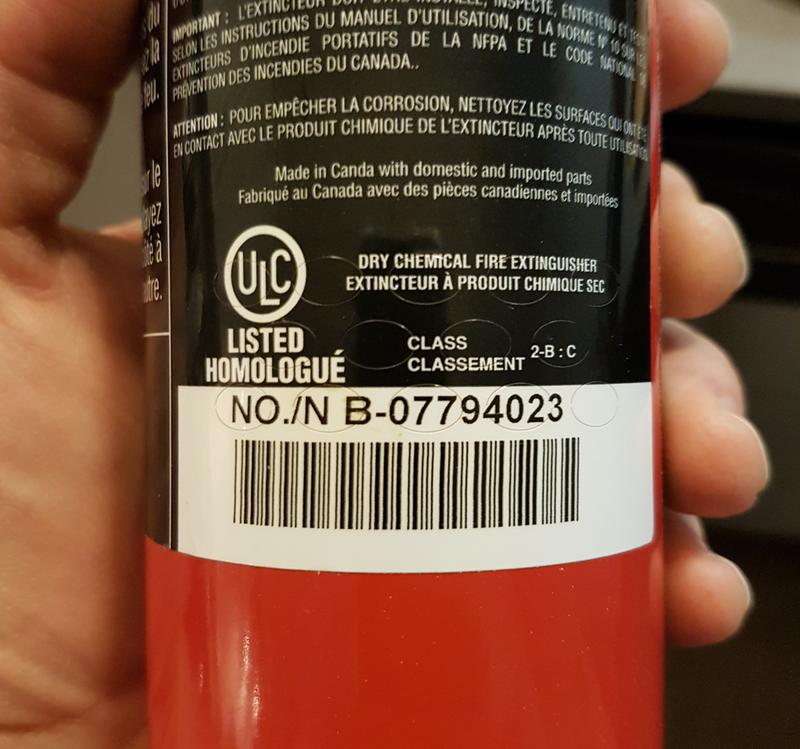 IMPORTANT : L'EXTINCTEUR DOIT ÊTRE INSTALLÉ, INSPECTÉ, ENTRETENU ET
SELON LES INSTRUCTIONS DU MANUEL D'UTILISATION, DE LA NORME N° 10 SUR LES
EXTINCTEURS D'INCENDIE PORTATIFS DE LA NFPA ET LE CODE NATIONAL DE
PRÉVENTION DES INCENDIES DU CANADA..
ATTENTION : POUR EMPÊCHER LA CORROSION, NETTOYEZ LES SURFACES QUI ONT ÉTÉ
EN CONTACT AVEC LE PRODUIT CHIMIQUE DE L'EXTINCTEUR APRÈS TOUTE UTILISATION
Made in Canda with domestic and imported parts
Fabriqué au Canada avec des pièces canadiennes et importées
ULC
LISTED
HOMOLOGUÉ
DRY CHEMICAL FIRE EXTINGUISHER
EXTINCTEUR À PRODUIT CHIMIQUE SEC
CLASS
CLASSEMENT 2-B : C
NO./N B-07794023